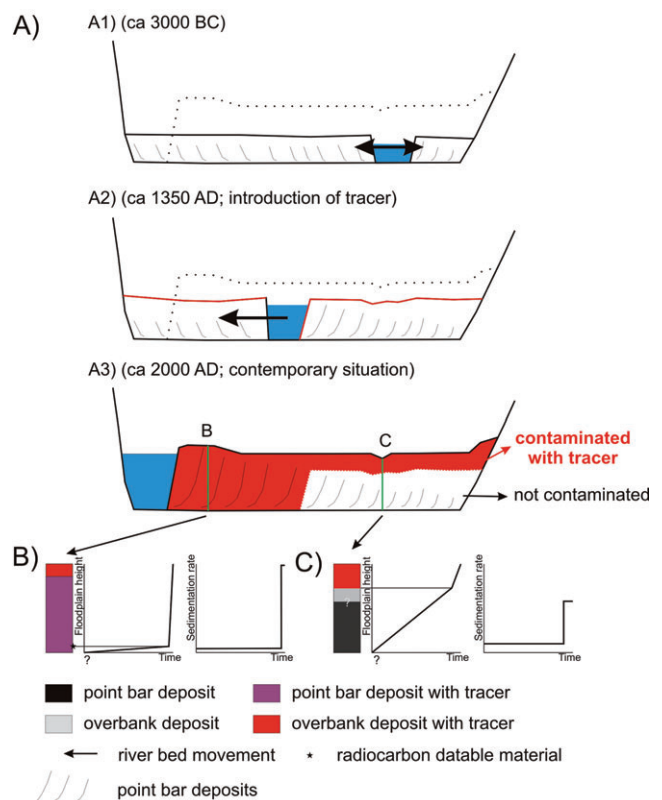 A)
A1) (ca 3000 BC)
A2) (ca 1350 AD; introduction of tracer)
A3) (ca 2000 AD; contemporary situation)
B
C
contaminated
with tracer
not contaminated
B)
Floodplain height
?
Time
Sedimentation rate
Time
C)
?
Floodplain height
?
Time
Sedimentation rate
Time
point bar deposit
point bar deposit with tracer
overbank deposit
overbank deposit with tracer
river bed movement
* radiocarbon datable material
point bar deposits